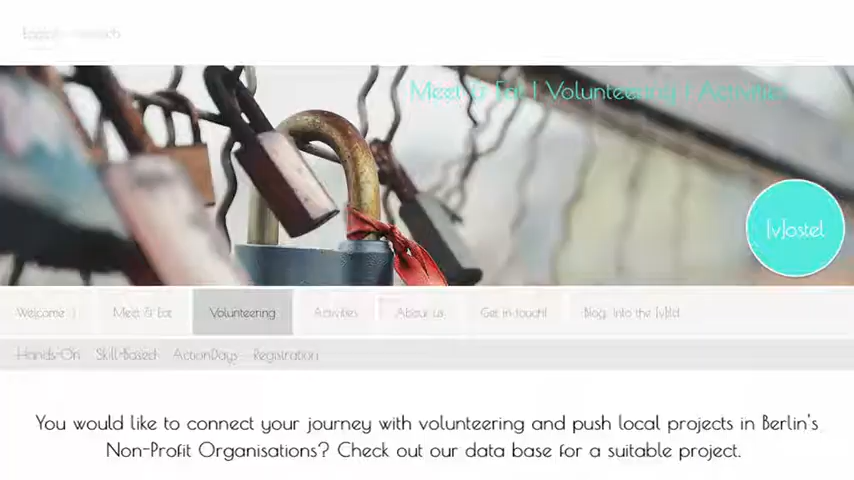 Meet & Eat | Volunteering | Activities
[v]ostel
Welcome :) Meet & Eat Volunteering Activities About us Get in touch! Blog: Into the [v]ild
Hands-On Skill-Based ActionDays Registration
You would like to connect your journey with volunteering and push local projects in Berlin's
Non-Profit Organisations? Check out our data base for a suitable project.